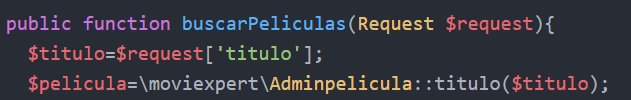 public function buscarPeliculas(Request $request){
$titulo=$request['titulo'];
$pelicula=\moviexpert\Adminpelicula::titulo($titulo);